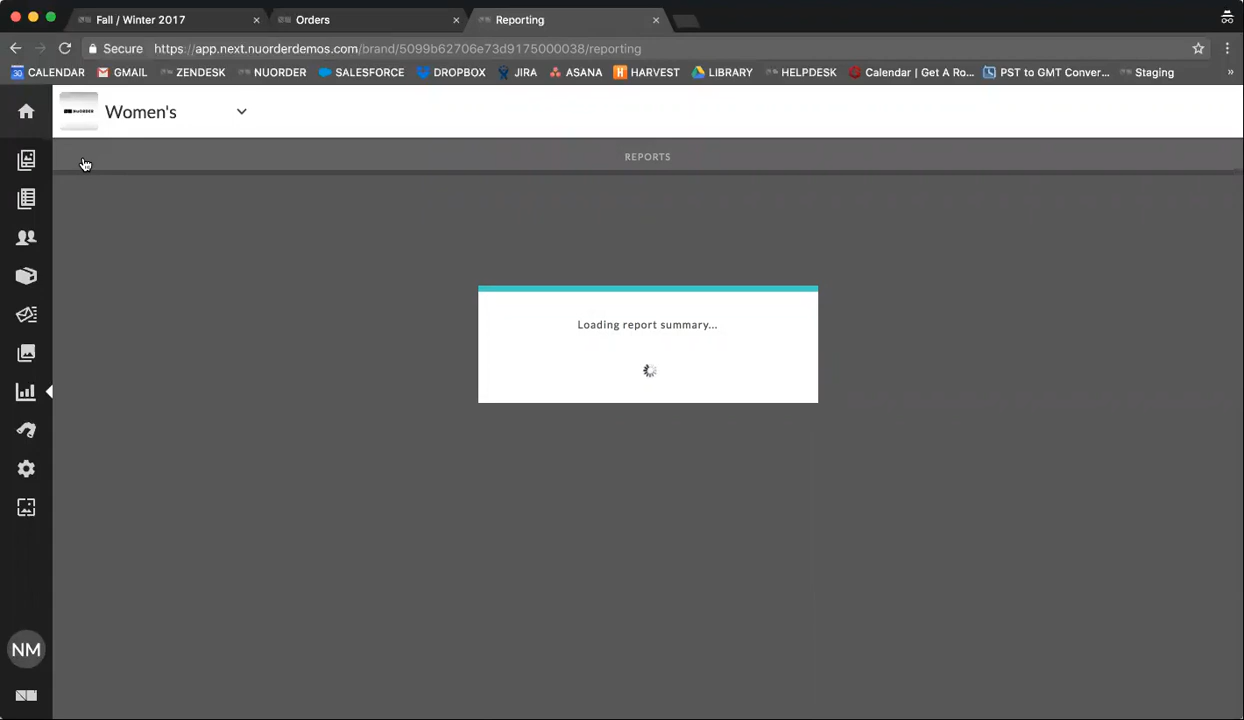 Fall / Winter 2017
Orders
Reporting
Secure
https://app.next.nuorderdemos.com/brand/5099b62706e73d9175000038/reporting
30 CALENDAR
GMAIL
ZENDESK
NUORDER
SALESFORCE
DROPBOX
JIRA
ASANA
H HARVEST
LIBRARY
HELPDESK
Calendar | Get A Ro...
PST to GMT Conver...
Staging
»
NUORDER
Women's
REPORTS
Loading report summary...
NM